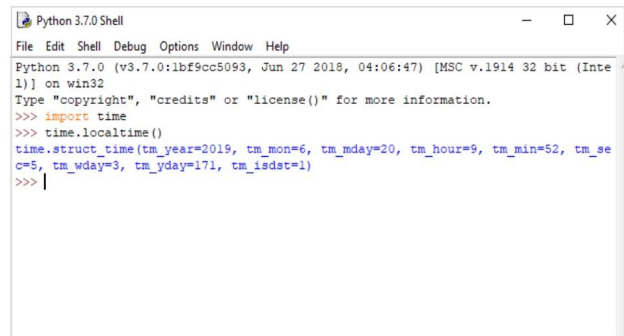 Python 3.7.0 Shell
File Edit Shell Debug Options Window Help
Python 3.7.0 (v3.7.0:1bf9cc5093, Jun 27 2018, 04:06:47) [MSC v.1914 32 bit (Inte
l)] on win32
Type "copyright", "credits" or "license()" for more information.
>>> import time
>>> time.localtime()
time.struct_time(tm_year=2019, tm_mon=6, tm_mday=20, tm_hour=9, tm_min=52, tm_se
c=5, tm_wday=3, tm_yday=171, tm_isdst=1)
>>>